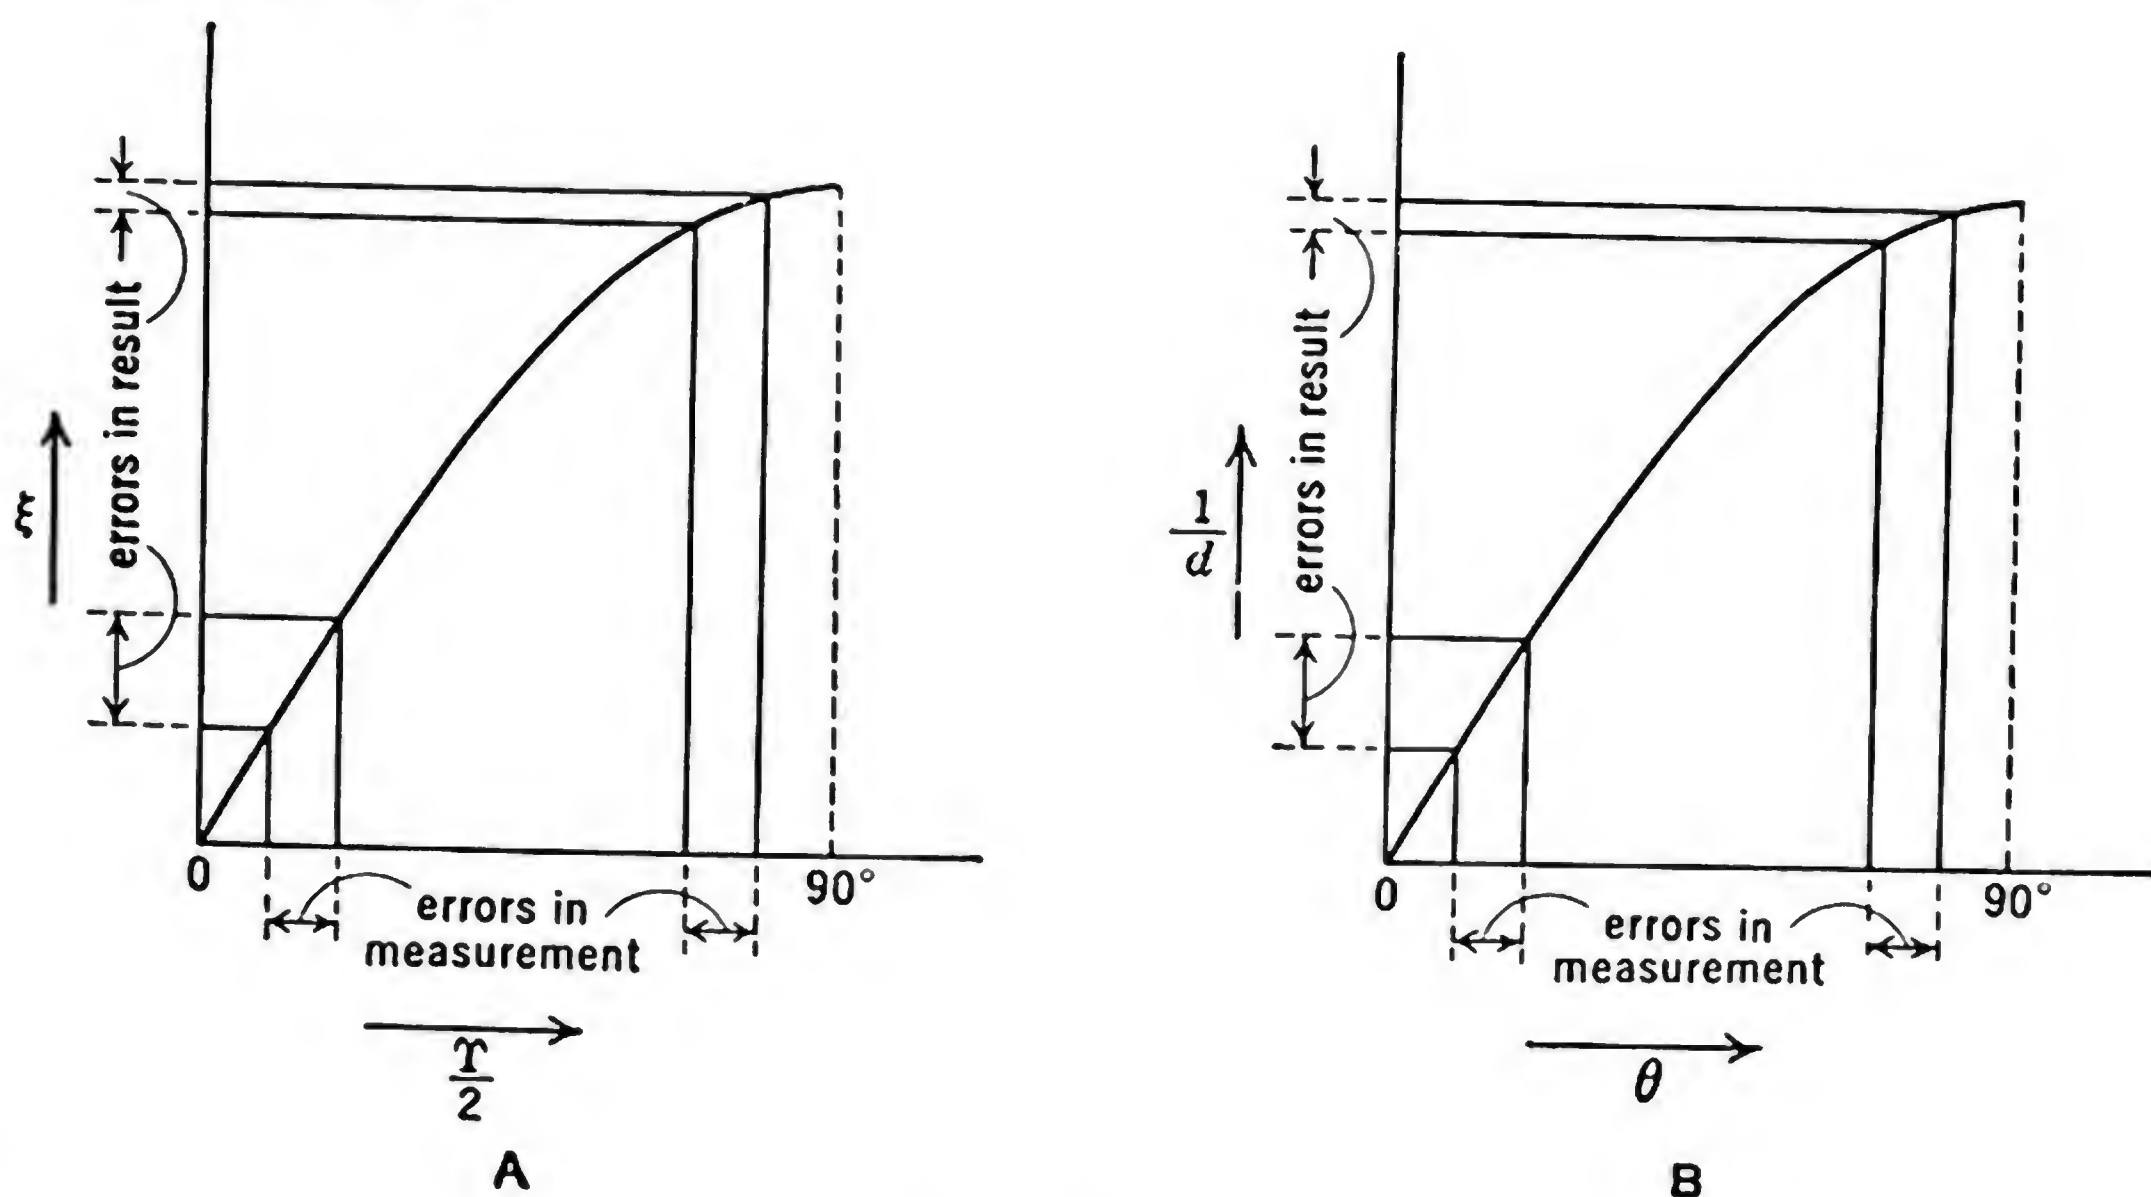 errors in result
ξ
0
90°
errors in
measurement
ϒ
2
A
errors in result
1
d
0
90°
errors in
measurement
θ
B